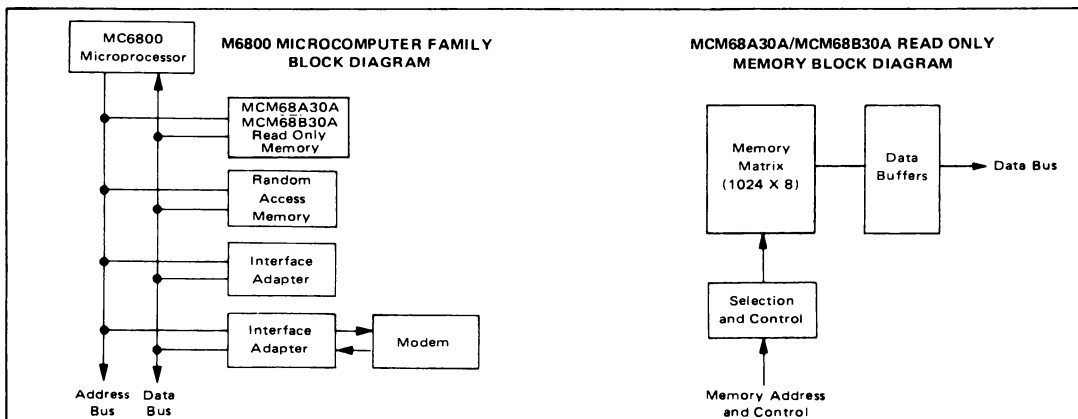 MC6800
Microprocessor
M6800 MICROCOMPUTER FAMILY
BLOCK DIAGRAM
MCM68A30A
MCM68B30A
Read Only
Memory
Random
Access
Memory
Interface
Adapter
Interface
Adapter
Modem
Address
Bus
Data
Bus
MCM68A30A/MCM68B30A READ ONLY
MEMORY BLOCK DIAGRAM
Memory
Matrix
(1024 X 8)
Data
Buffers
Data Bus
Selection
and Control
Memory Address
and Control